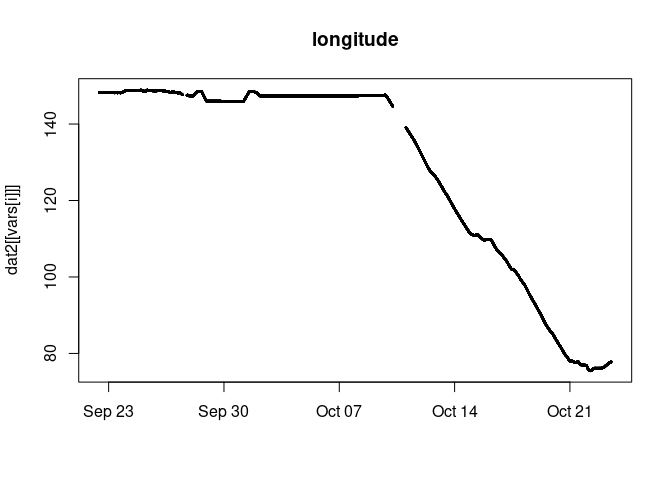 longitude
dat2[[vars[i]]]
140
120
100
80
Sep 23
Sep 30
Oct 07
Oct 14
Oct 21